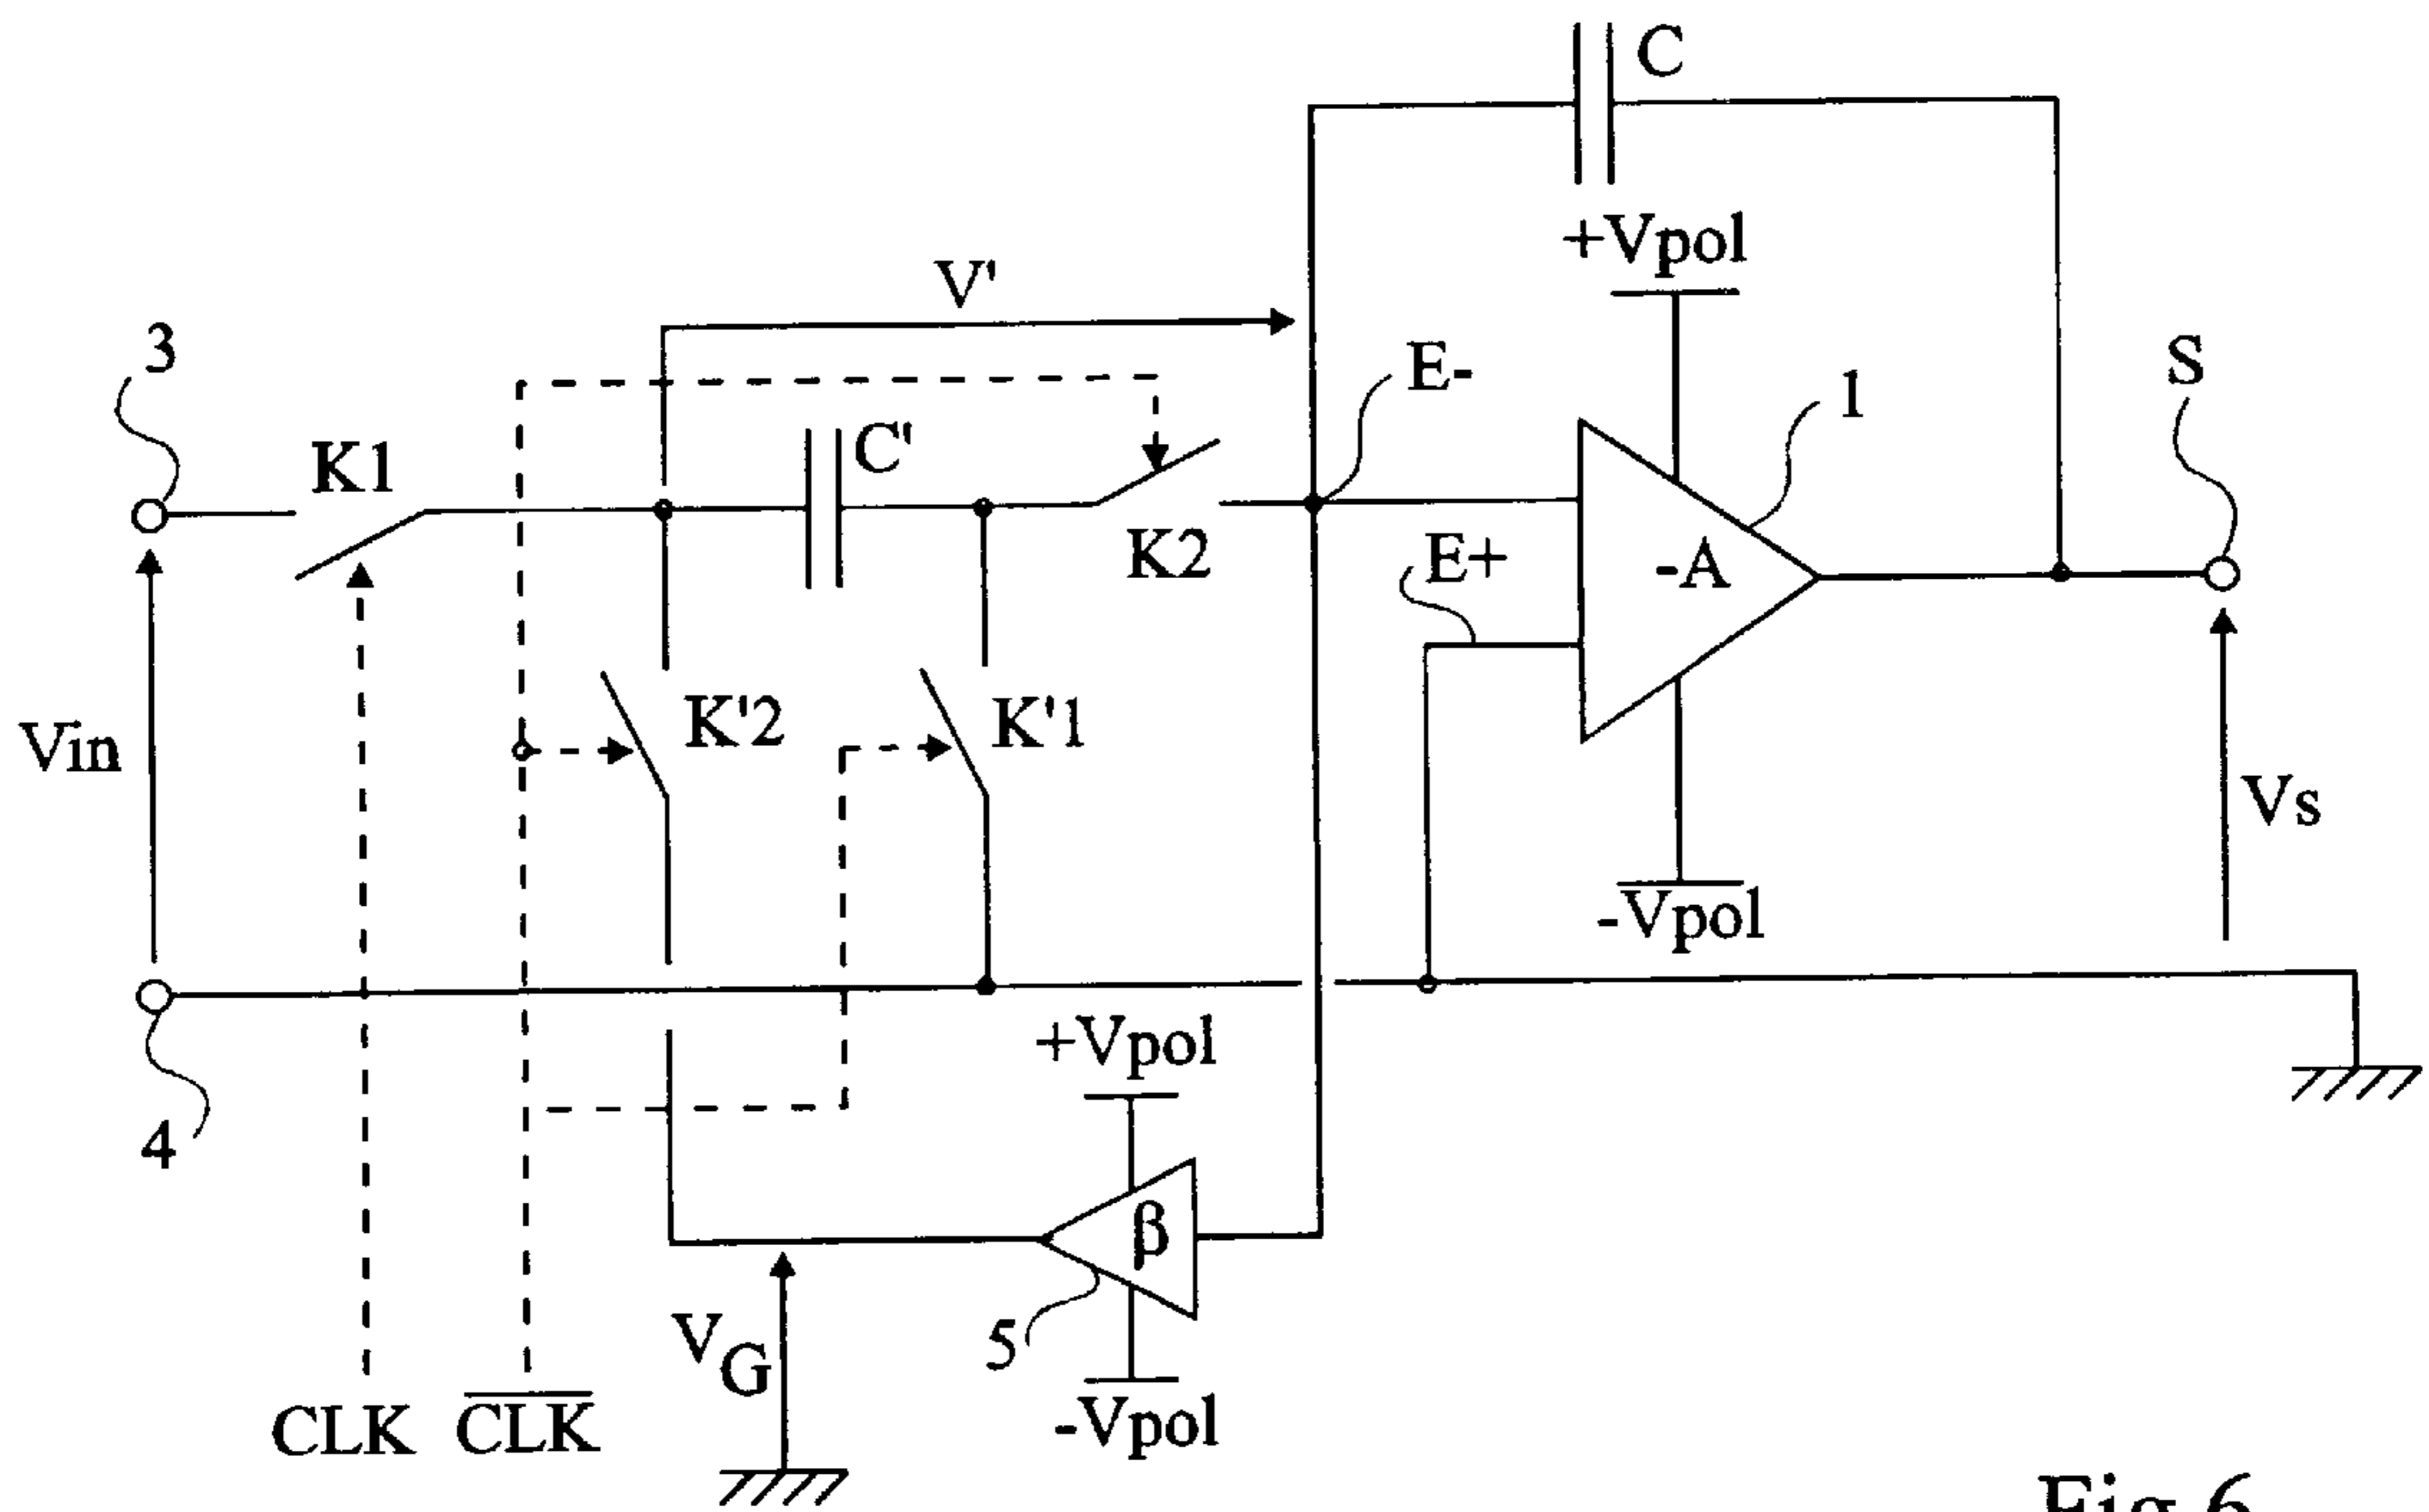 C
+Vpol
V'
3
E-
1
S
K1
C'
K2
E+
-A
Vin
K'2
K'1
Vs
-Vpol
4
+Vpol
β
5
VG
-Vpol
CLK
CLK
Fig 6